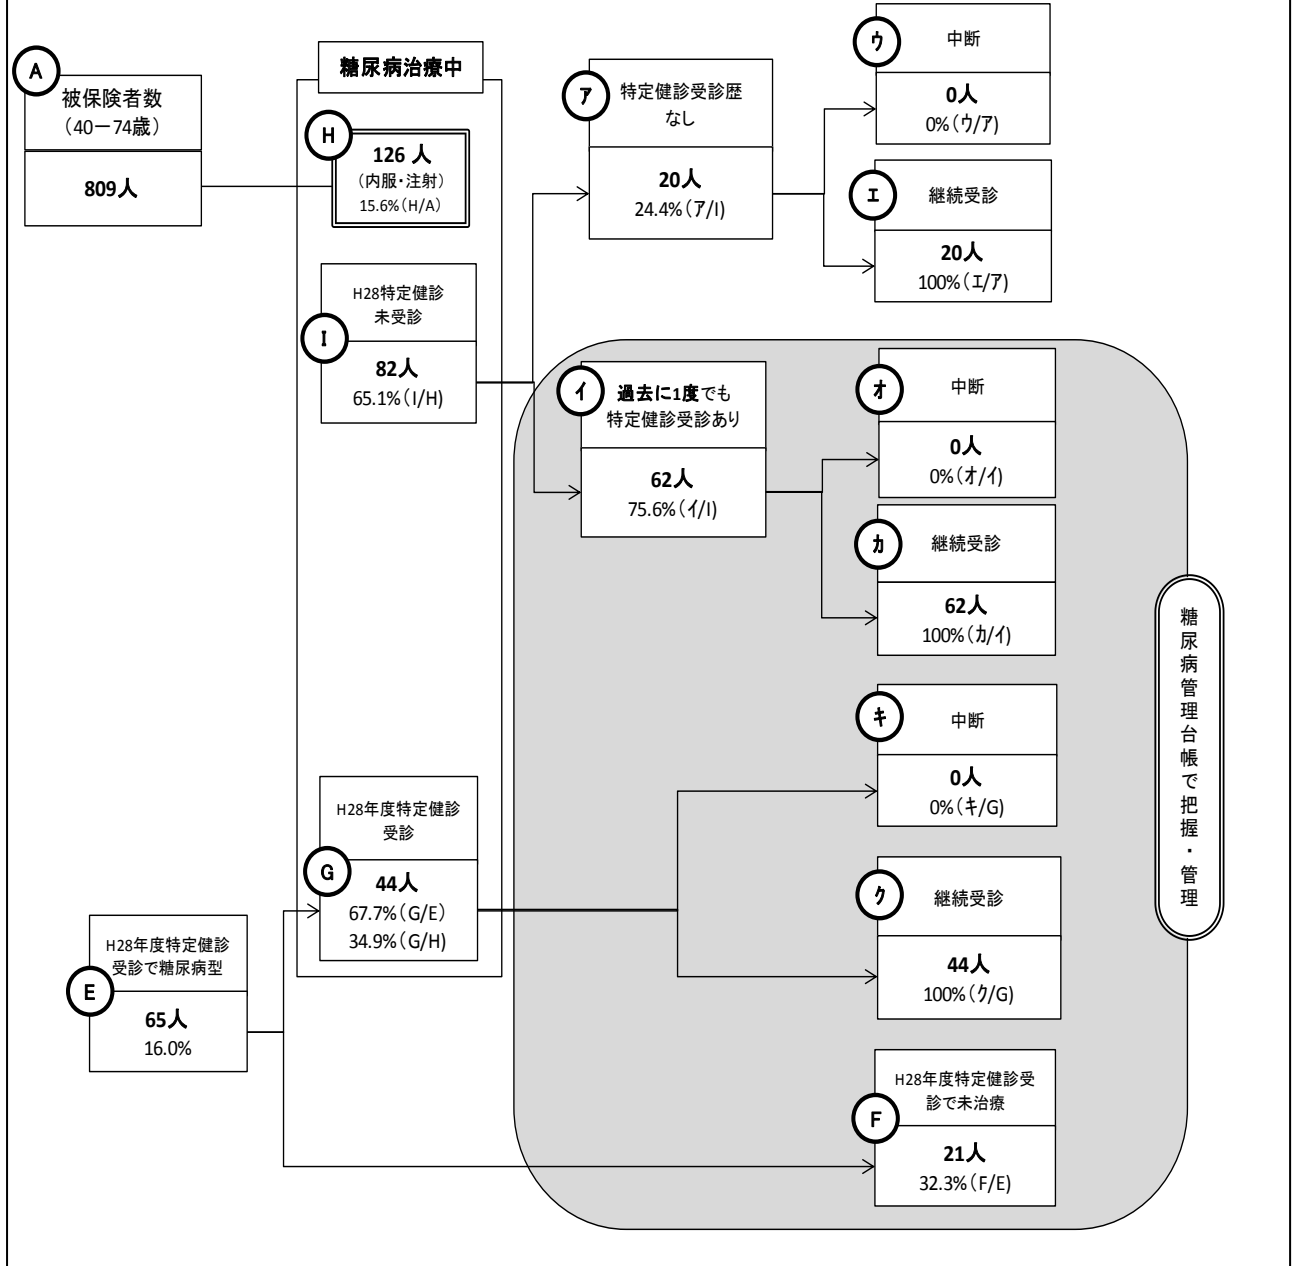 A
被保険者数
（40－74歳）
809人
糖尿病治療中
H
126 人
（内服・注射）
15.6%（H/A）
I
H28特定健診
未受診
82人
65.1%（I/H）
ア
特定健診受診歴
なし
20人
24.4%（ア/I）
ウ
中断
0人
0%（ウ/ア）
エ
継続受診
20人
100%（エ/ア）
イ
過去に1度でも
特定健診受診あり
62人
75.6%（イ/I）
オ
中断
0人
0%（オ/イ）
カ
継続受診
62人
100%（カ/イ）
キ
中断
0人
0%（キ/G）
G
H28年度特定健診
受診
44人
67.7%（G/E）
34.9%（G/H）
ク
継続受診
44人
100%（ク/G）
E
H28年度特定健診
受診で糖尿病型
65人
16.0%
F
H28年度特定健診受
診で未治療
21人
32.3%（F/E）
糖尿病管理台帳で把握・管理